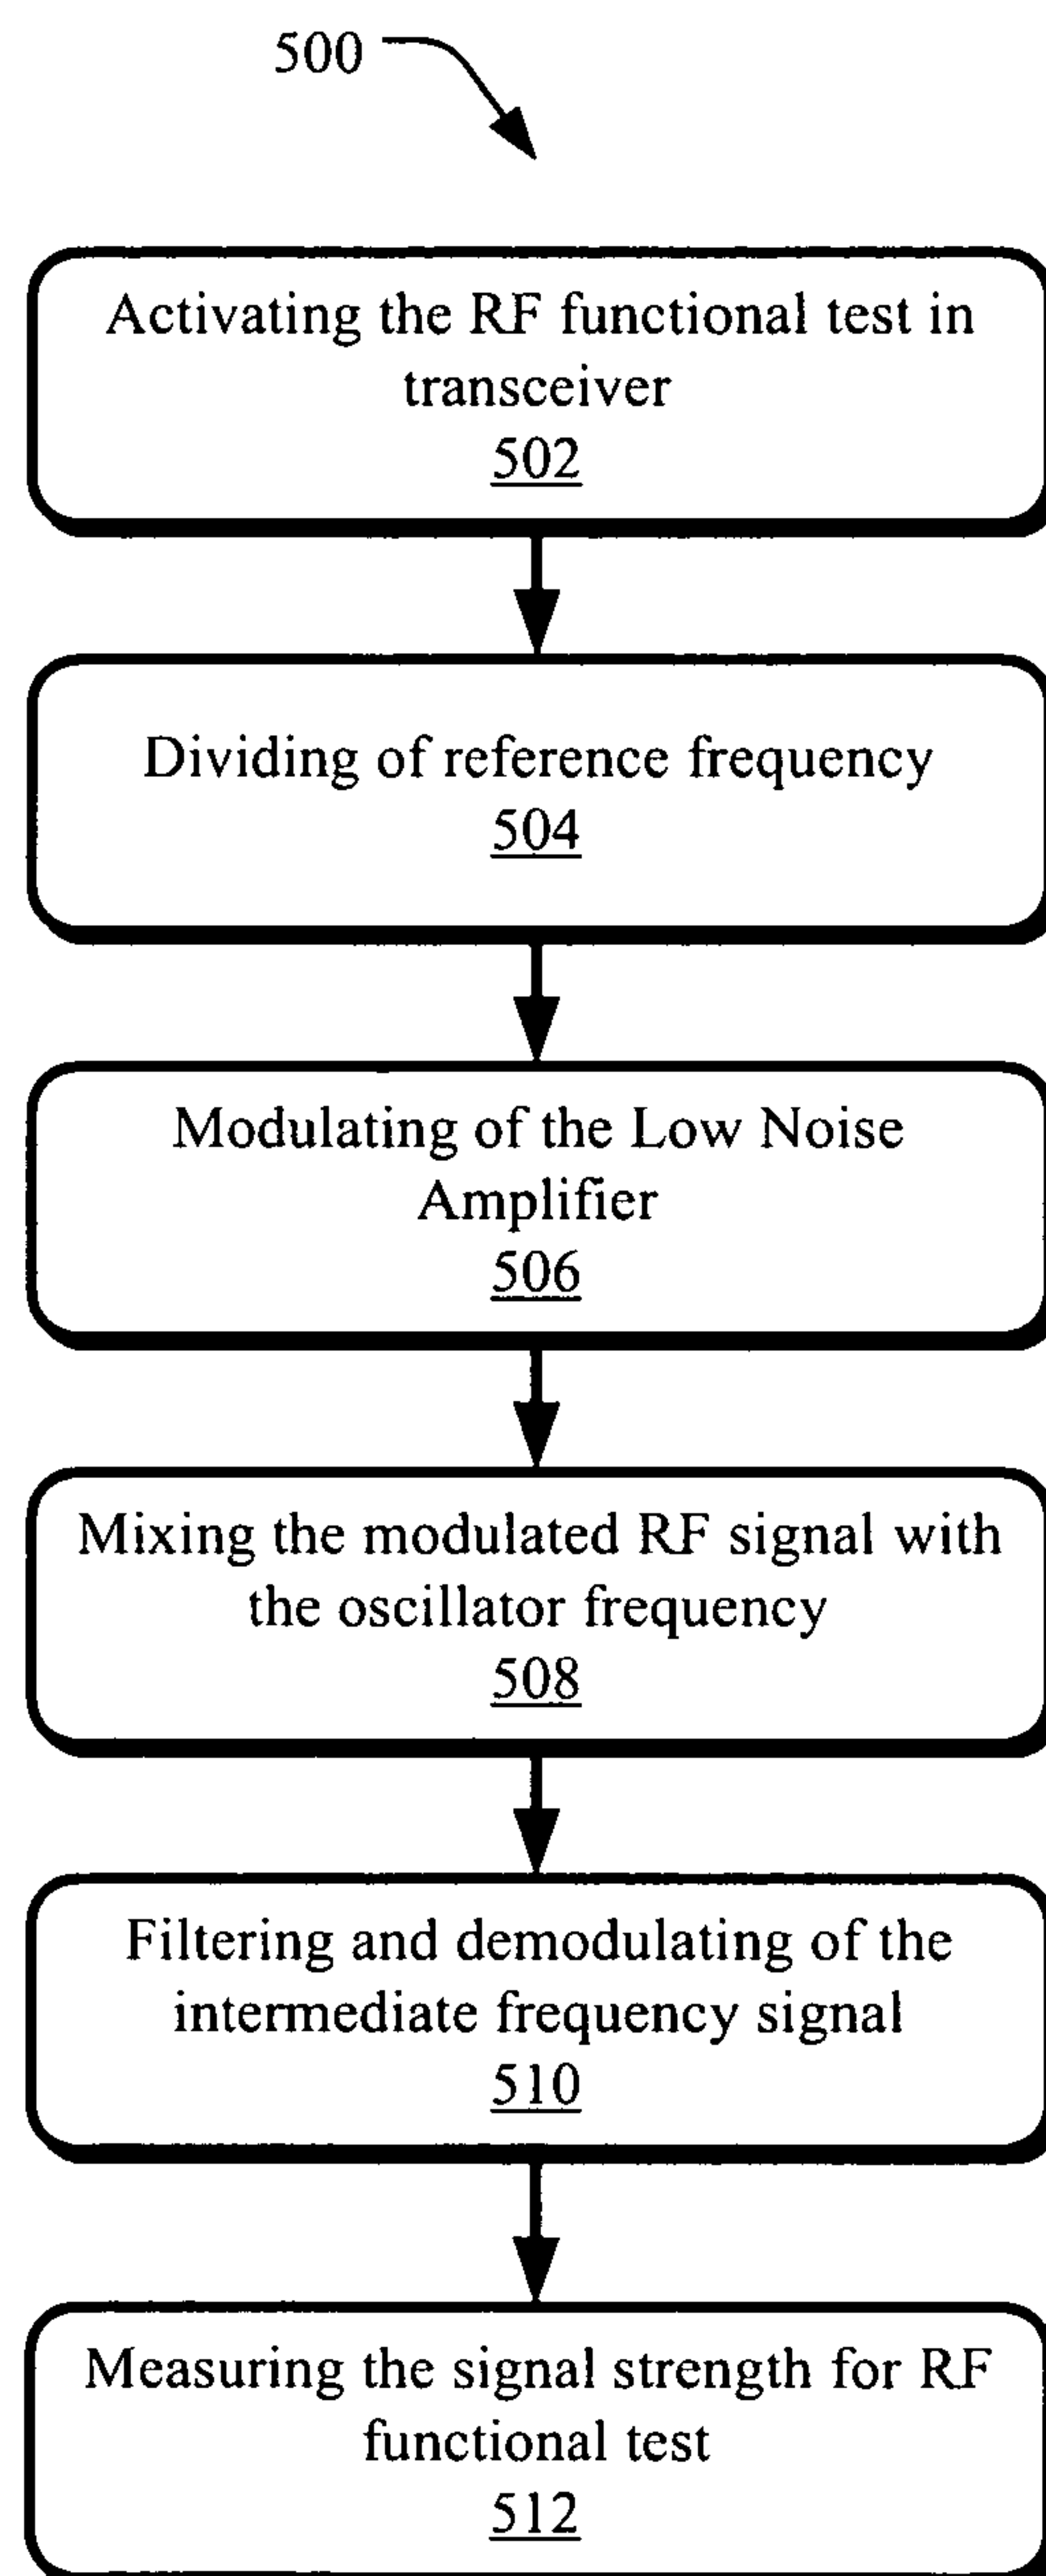 500
Activating the RF functional test in
transceiver
502
Dividing of reference frequency
504
Modulating of the Low Noise
Amplifier
506
Mixing the modulated RF signal with
the oscillator frequency
508
Filtering and demodulating of the
intermediate frequency signal
510
Measuring the signal strength for RF
functional test
512